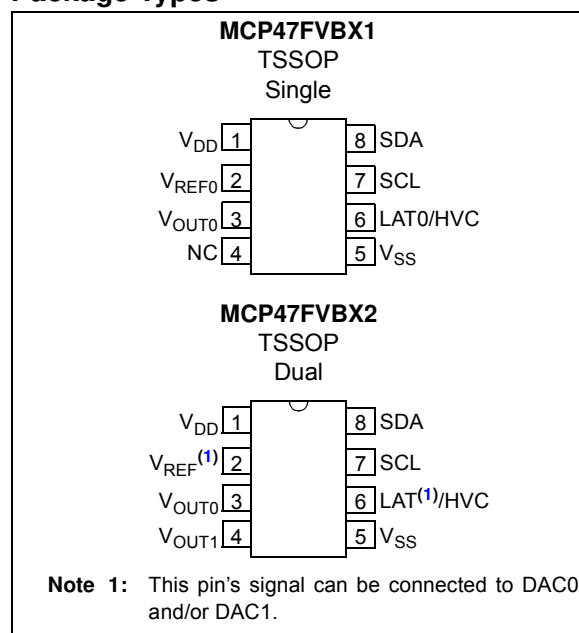 Package Types
MCP47FVBX1
TSSOP
Single
VDD 1 8 SDA
VREF0 2 7 SCL
VOUT0 3 6 LAT0/HVC
NC 4 5 VSS
MCP47FVBX2
TSSOP
Dual
VDD 1 8 SDA
VREF(1) 2 7 SCL
VOUT0 3 6 LAT(1)/HVC
VOUT1 4 5 VSS
Note 1: This pin's signal can be connected to DAC0
and/or DAC1.